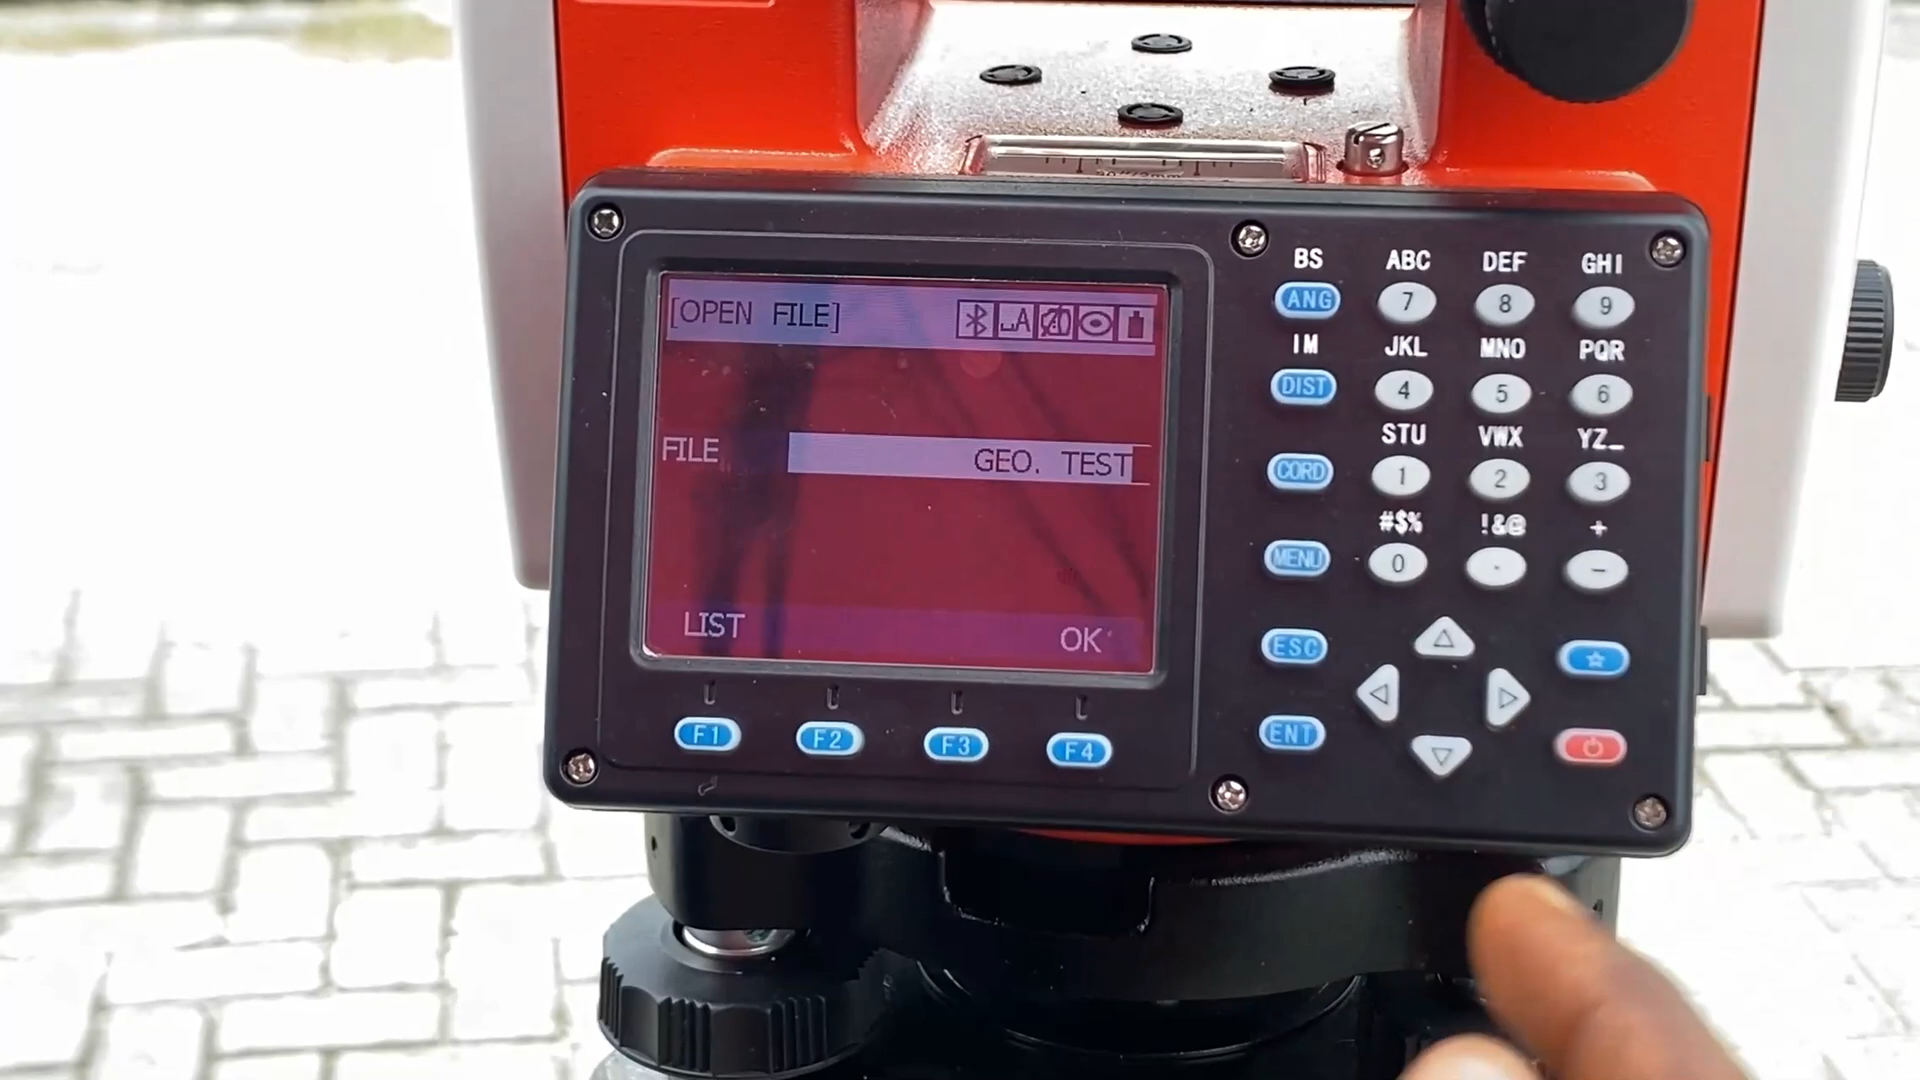 30"/2mm
[OPEN FILE]
FILE GEO. TEST
LIST OK
F1 F2 F3 F4
BS ABC DEF GHI
ANG 7 8 9
IM JKL MNO PQR
DIST 4 5 6
STU VWX YZ_
CORD 1 2 3
#$% !&@ +
MENU 0 . -
ESC
ENT